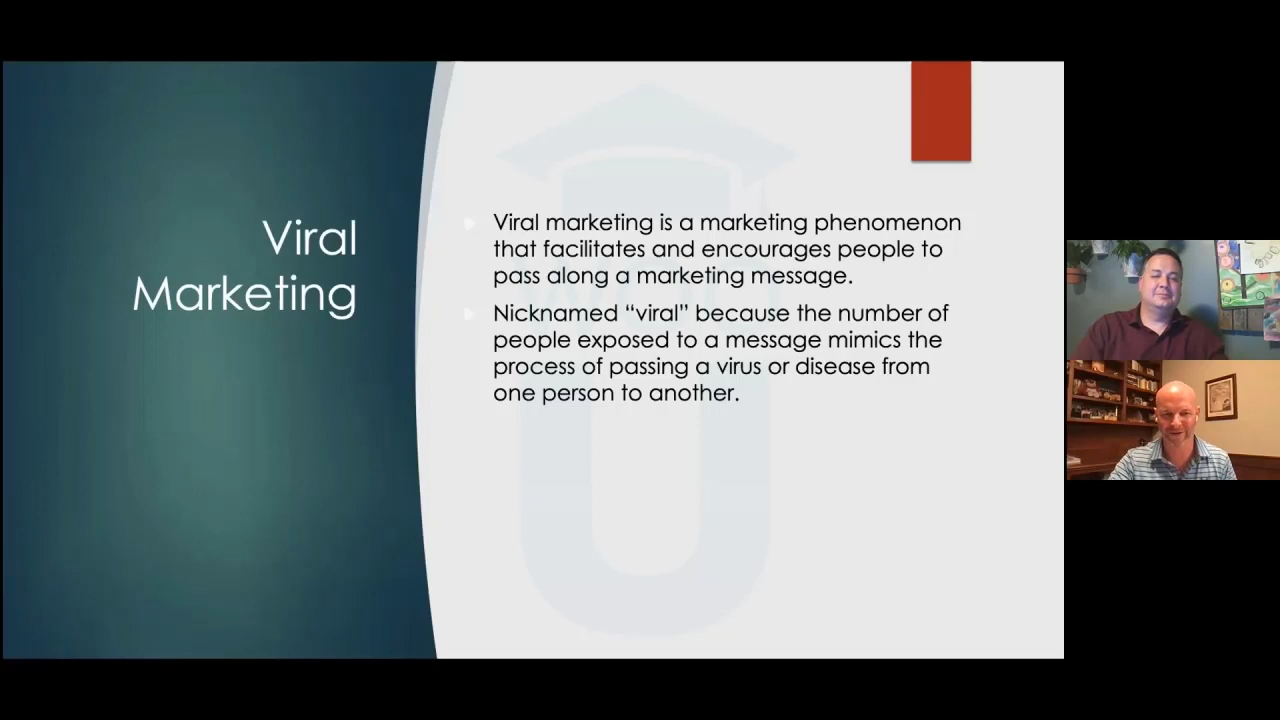 Viral
Marketing
Viral marketing is a marketing phenomenon
that facilitates and encourages people to
pass along a marketing message.
Nicknamed “viral” because the number of
people exposed to a message mimics the
process of passing a virus or disease from
one person to another.